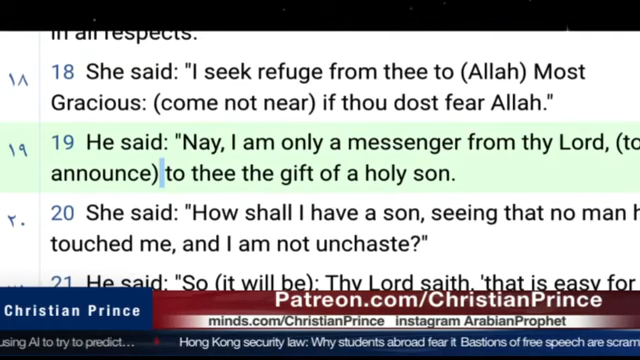 in all respects.
١٨ 18 She said: "I seek refuge from thee to (Allah) Most
Gracious: (come not near) if thou dost fear Allah."
١٩ 19 He said: "Nay, I am only a messenger from thy Lord, (to
announce) to thee the gift of a holy son.
٢٠ 20 She said: "How shall I have a son, seeing that no man h
touched me, and I am not unchaste?"
21 He said: "So (it will be): Thy Lord saith, 'that is easy for
Christian Prince
Patreon.com/ChristianPrince
minds.com/ChristianPrince instagram ArabianProphet
using AI to try to predict... Hong Kong security law: Why students abroad fear it Bastions of free speech are scram